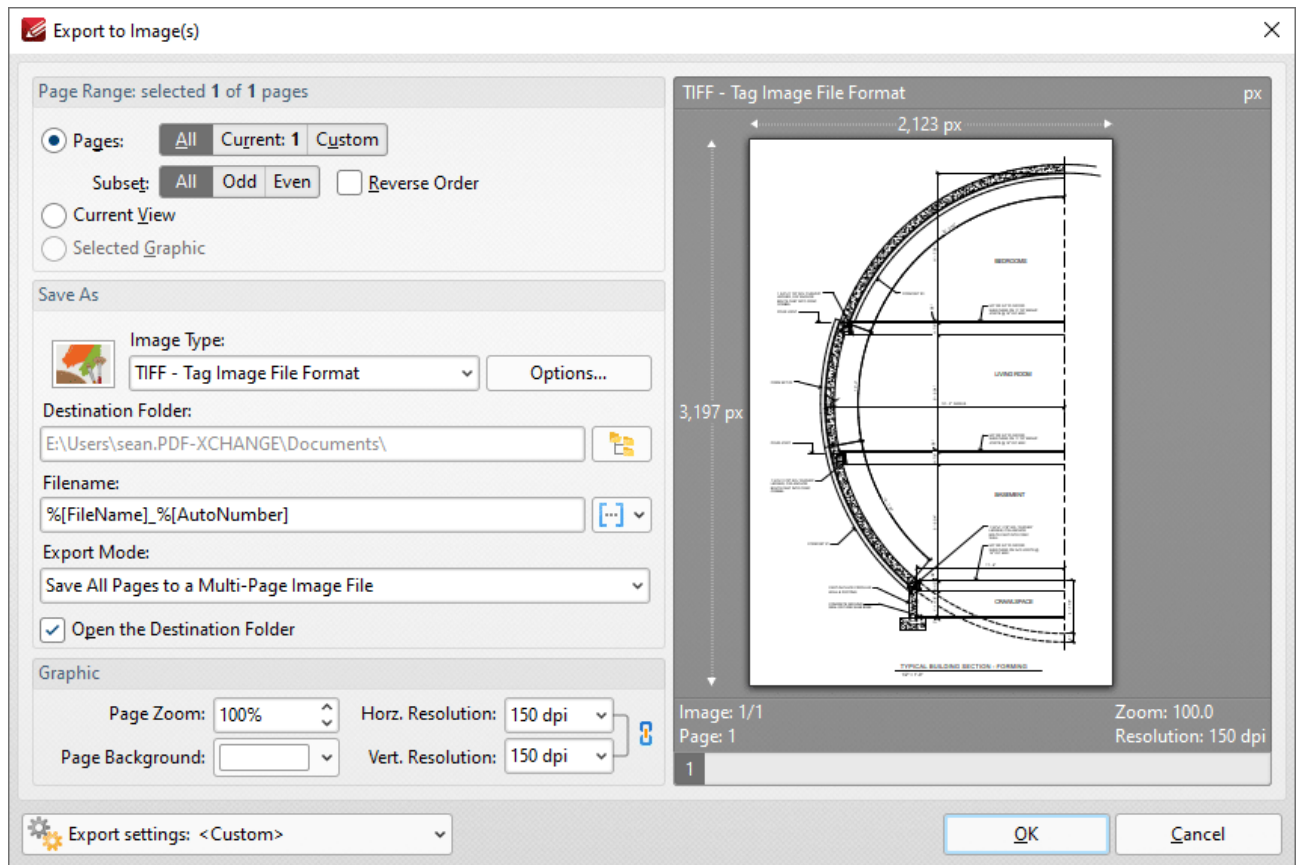 Export to Image(s)
Page Range: selected 1 of 1 pages
Pages: All Current: 1 Custom
Subset: All Odd Even Reverse Order
Current View
Selected Graphic
Save As
Image Type:
TIFF - Tag Image File Format Options...
Destination Folder:
E:\Users\sean.PDF-XCHANGE\Documents\
Filename:
%[FileName]_%[AutoNumber]
Export Mode:
Save All Pages to a Multi-Page Image File
Open the Destination Folder
Graphic
Page Zoom: 100% Horz. Resolution: 150 dpi
Page Background: Vert. Resolution: 150 dpi
TIFF - Tag Image File Format px
2,123 px
3,197 px
BEDROOMS
LIVING ROOM
BASEMENT
CRAWLSPACE
TYPICAL BUILDING SECTION - FORMING
Image: 1/1 Zoom: 100.0
Page: 1 Resolution: 150 dpi
1
Export settings: <Custom> OK Cancel